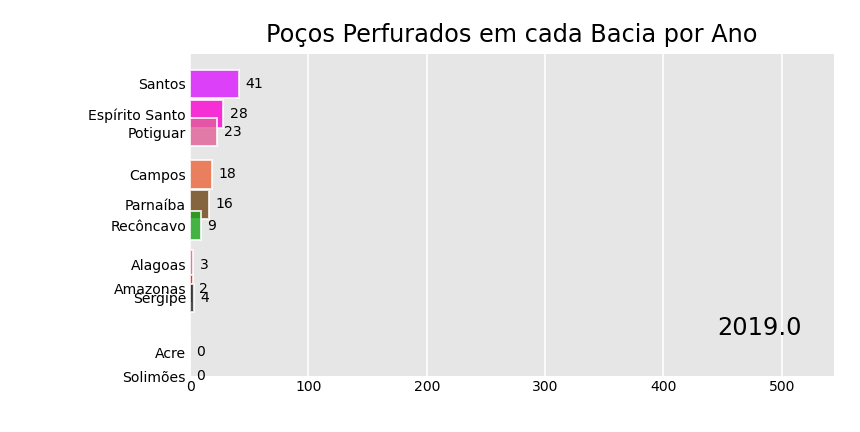 Poços Perfurados em cada Bacia por Ano
Santos 41
Espírito Santo 28
Potiguar 23
Campos 18
Parnaíba 16
Recôncavo 9
Alagoas 3
Amazonas 2
Sergipe 4
2019.0
Acre 0
Solimões 0
0 100 200 300 400 500